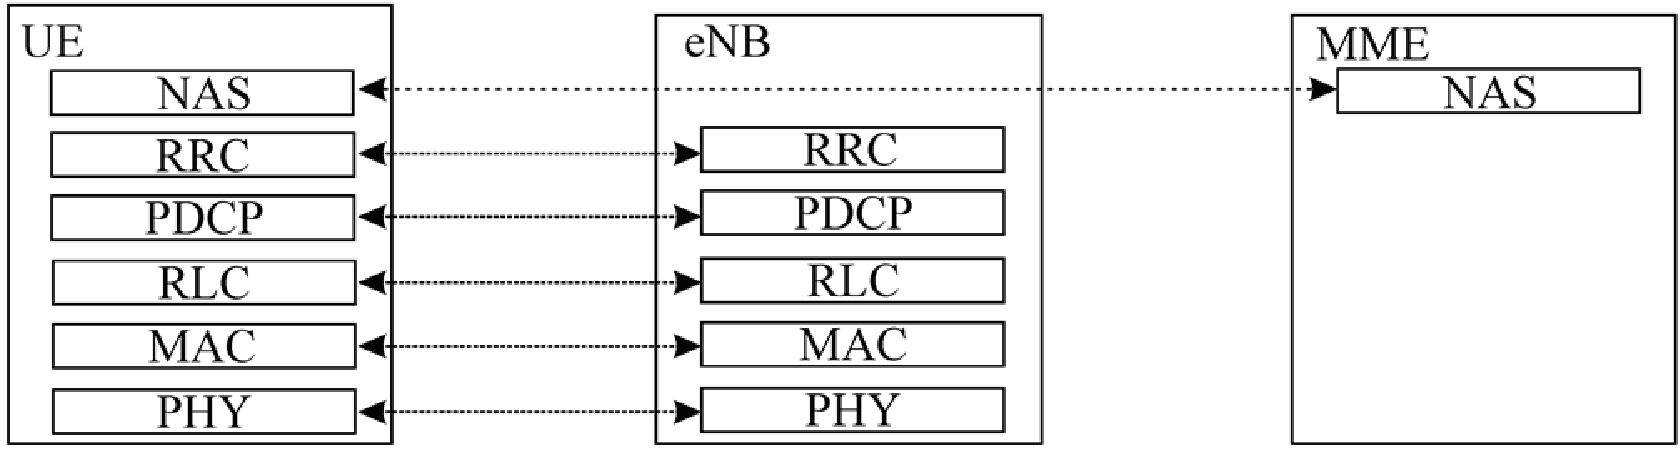 UE
NAS
RRC
PDCP
RLC
MAC
PHY
eNB
RRC
PDCP
RLC
MAC
PHY
MME
NAS